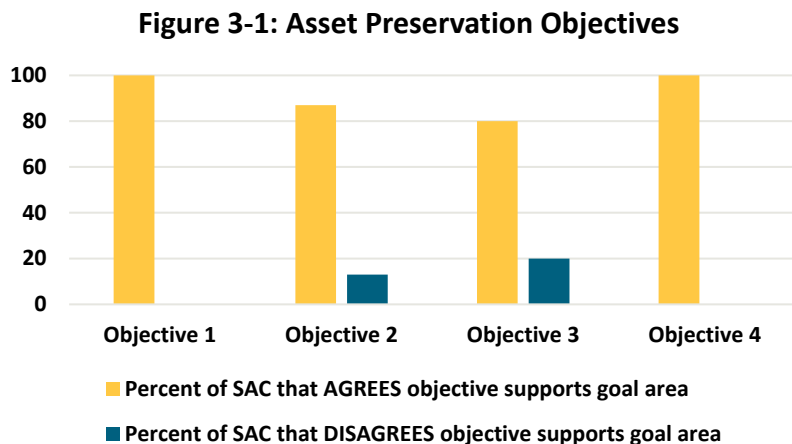 Figure 3-1: Asset Preservation Objectives
100
80
60
40
20
0
Objective 1 Objective 2 Objective 3 Objective 4
Percent of SAC that AGREES objective supports goal area
Percent of SAC that DISAGREES objective supports goal area